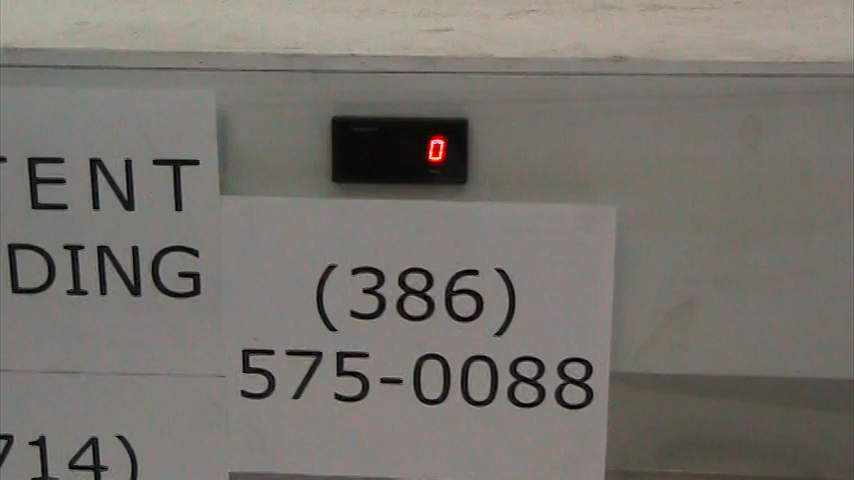 0
TENT
DING
(386)
575-0088
714)